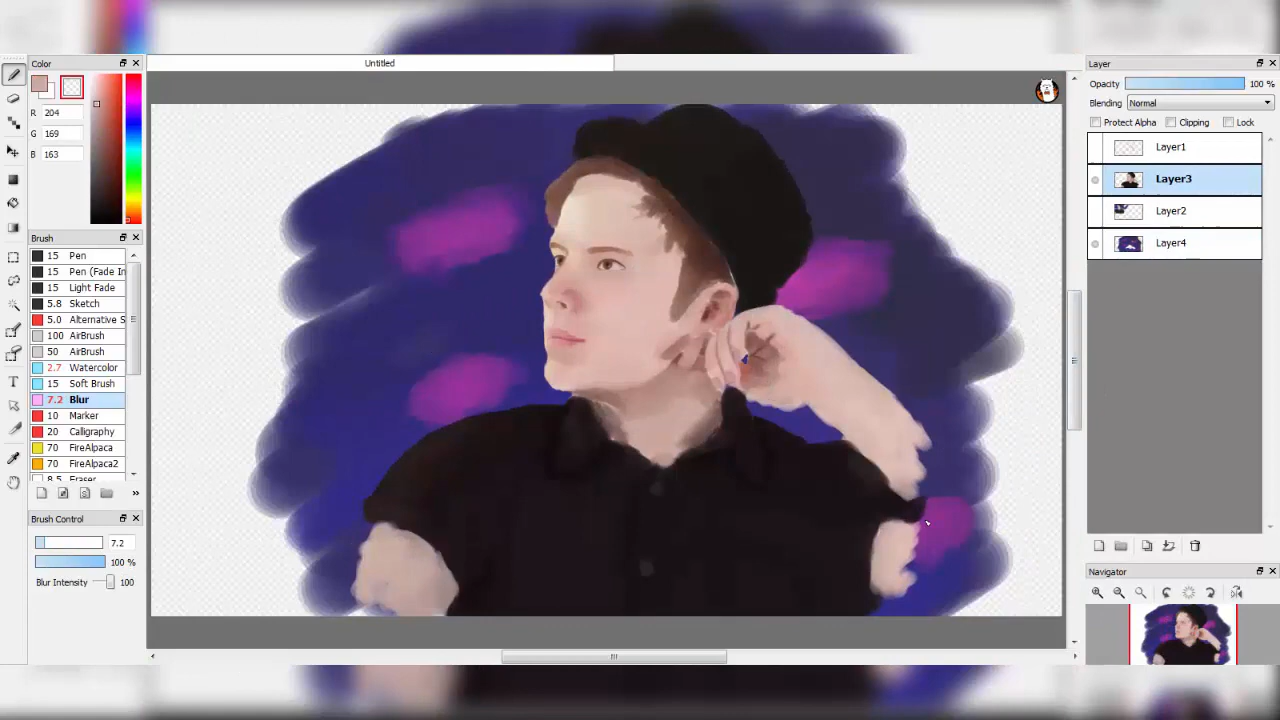 Color
Untitled
Layer
Opacity 100 %
Blending Normal
Protect Alpha Clipping Lock
R 204
G 169
B 163
Layer1
Layer3
Layer2
Layer4
Brush
15 Pen
15 Pen (Fade In
15 Light Fade
5.8 Sketch
5.0 Alternative S
100 AirBrush
50 AirBrush
2.7 Watercolor
15 Soft Brush
7.2 Blur
10 Marker
20 Calligraphy
70 FireAlpaca
70 FireAlpaca2
8.5 Eraser
Brush Control
7.2
100 %
Blur Intensity 100
Navigator